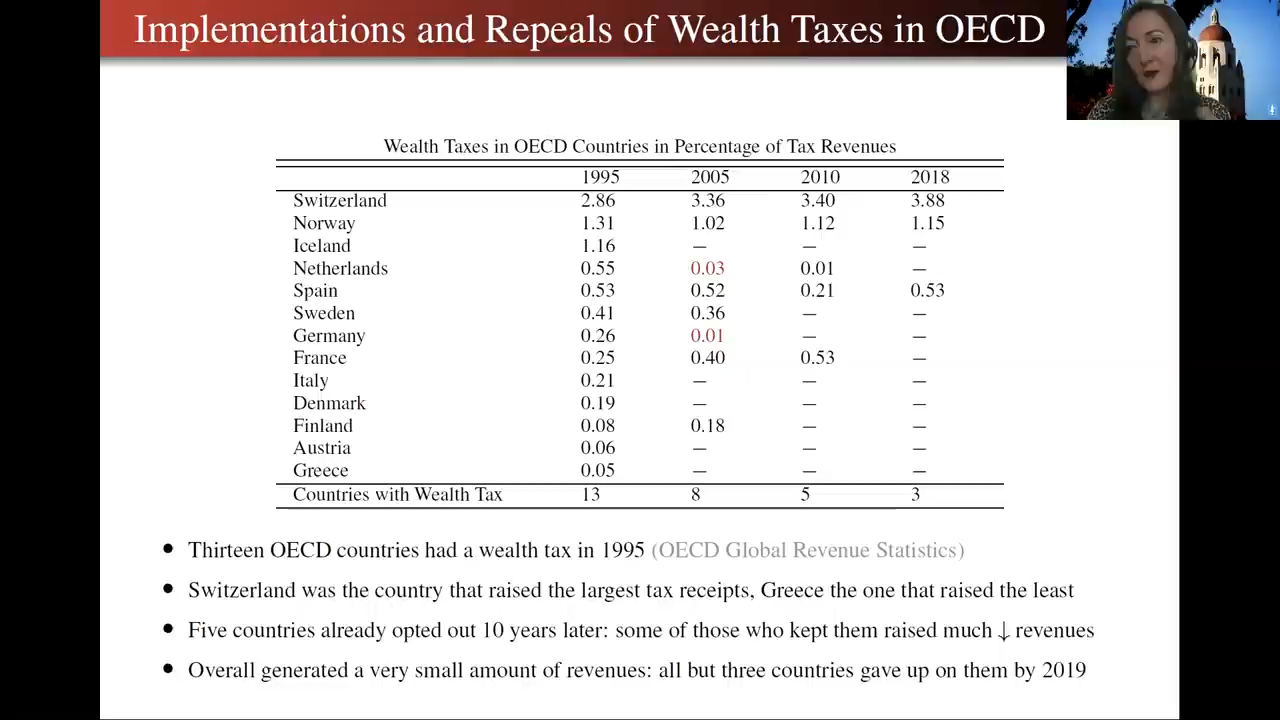 Implementations and Repeals of Wealth Taxes in OECD
Wealth Taxes in OECD Countries in Percentage of Tax Revenues
1995 2005 2010 2018
Switzerland 2.86 3.36 3.40 3.88
Norway 1.31 1.02 1.12 1.15
Iceland 1.16 – – –
Netherlands 0.55 0.03 0.01 –
Spain 0.53 0.52 0.21 0.53
Sweden 0.41 0.36 – –
Germany 0.26 0.01 – –
France 0.25 0.40 0.53 –
Italy 0.21 – – –
Denmark 0.19 – – –
Finland 0.08 0.18 – –
Austria 0.06 – – –
Greece 0.05 – – –
Countries with Wealth Tax 13 8 5 3
• Thirteen OECD countries had a wealth tax in 1995 (OECD Global Revenue Statistics)
• Switzerland was the country that raised the largest tax receipts, Greece the one that raised the least
• Five countries already opted out 10 years later: some of those who kept them raised much ↓ revenues
• Overall generated a very small amount of revenues: all but three countries gave up on them by 2019